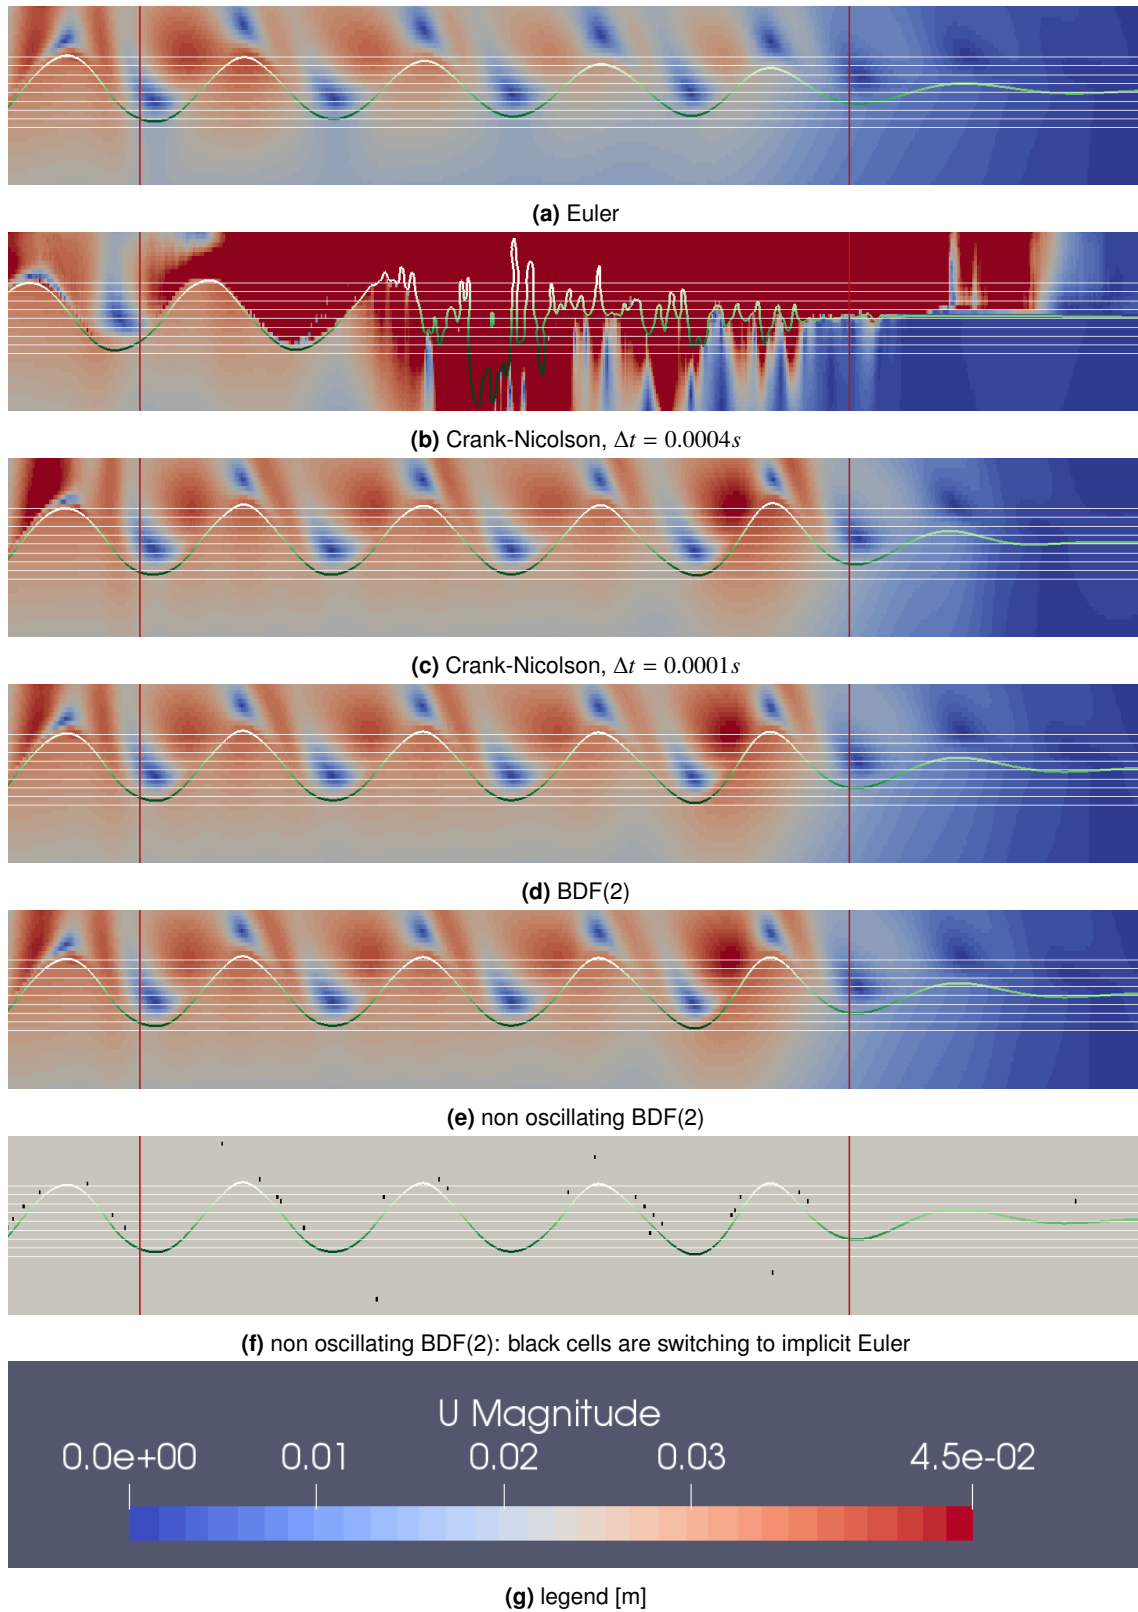 (a) Euler
(b) Crank-Nicolson, Δt = 0.0004s
(c) Crank-Nicolson, Δt = 0.0001s
(d) BDF(2)
(e) non oscillating BDF(2)
(f) non oscillating BDF(2): black cells are switching to implicit Euler
U Magnitude
0.0e+00 0.01 0.02 0.03 4.5e-02
(g) legend [m]